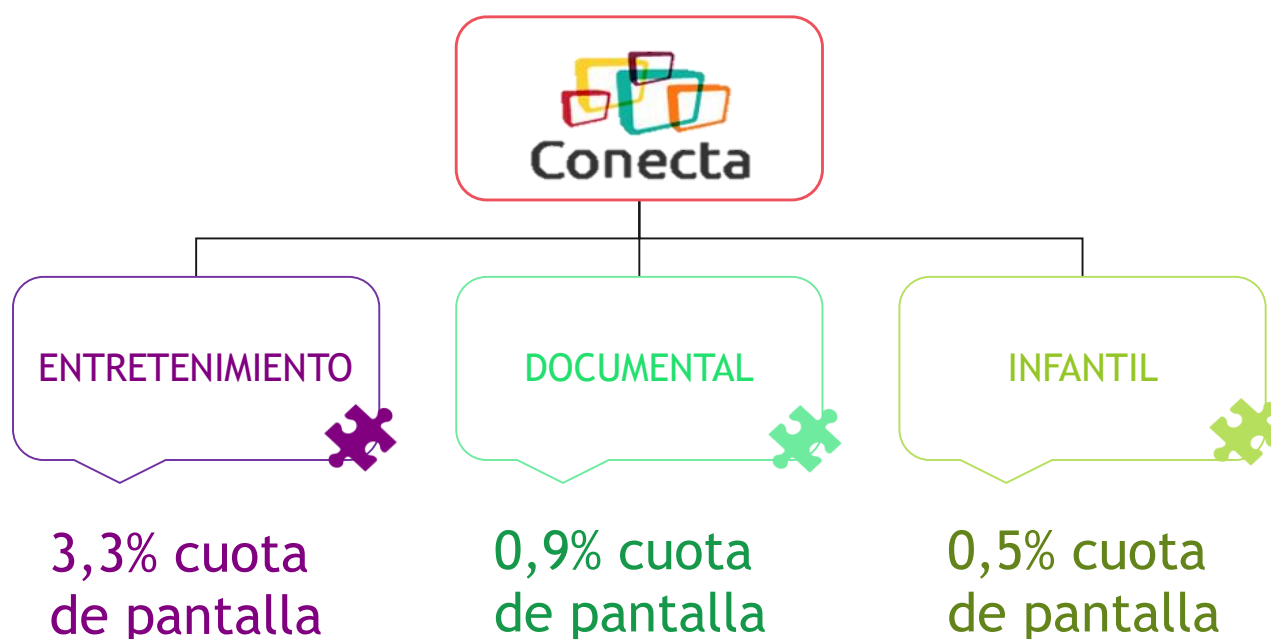 Conecta
ENTRETENIMIENTO
DOCUMENTAL
INFANTIL
3,3% cuota
de pantalla
0,9% cuota
de pantalla
0,5% cuota
de pantalla